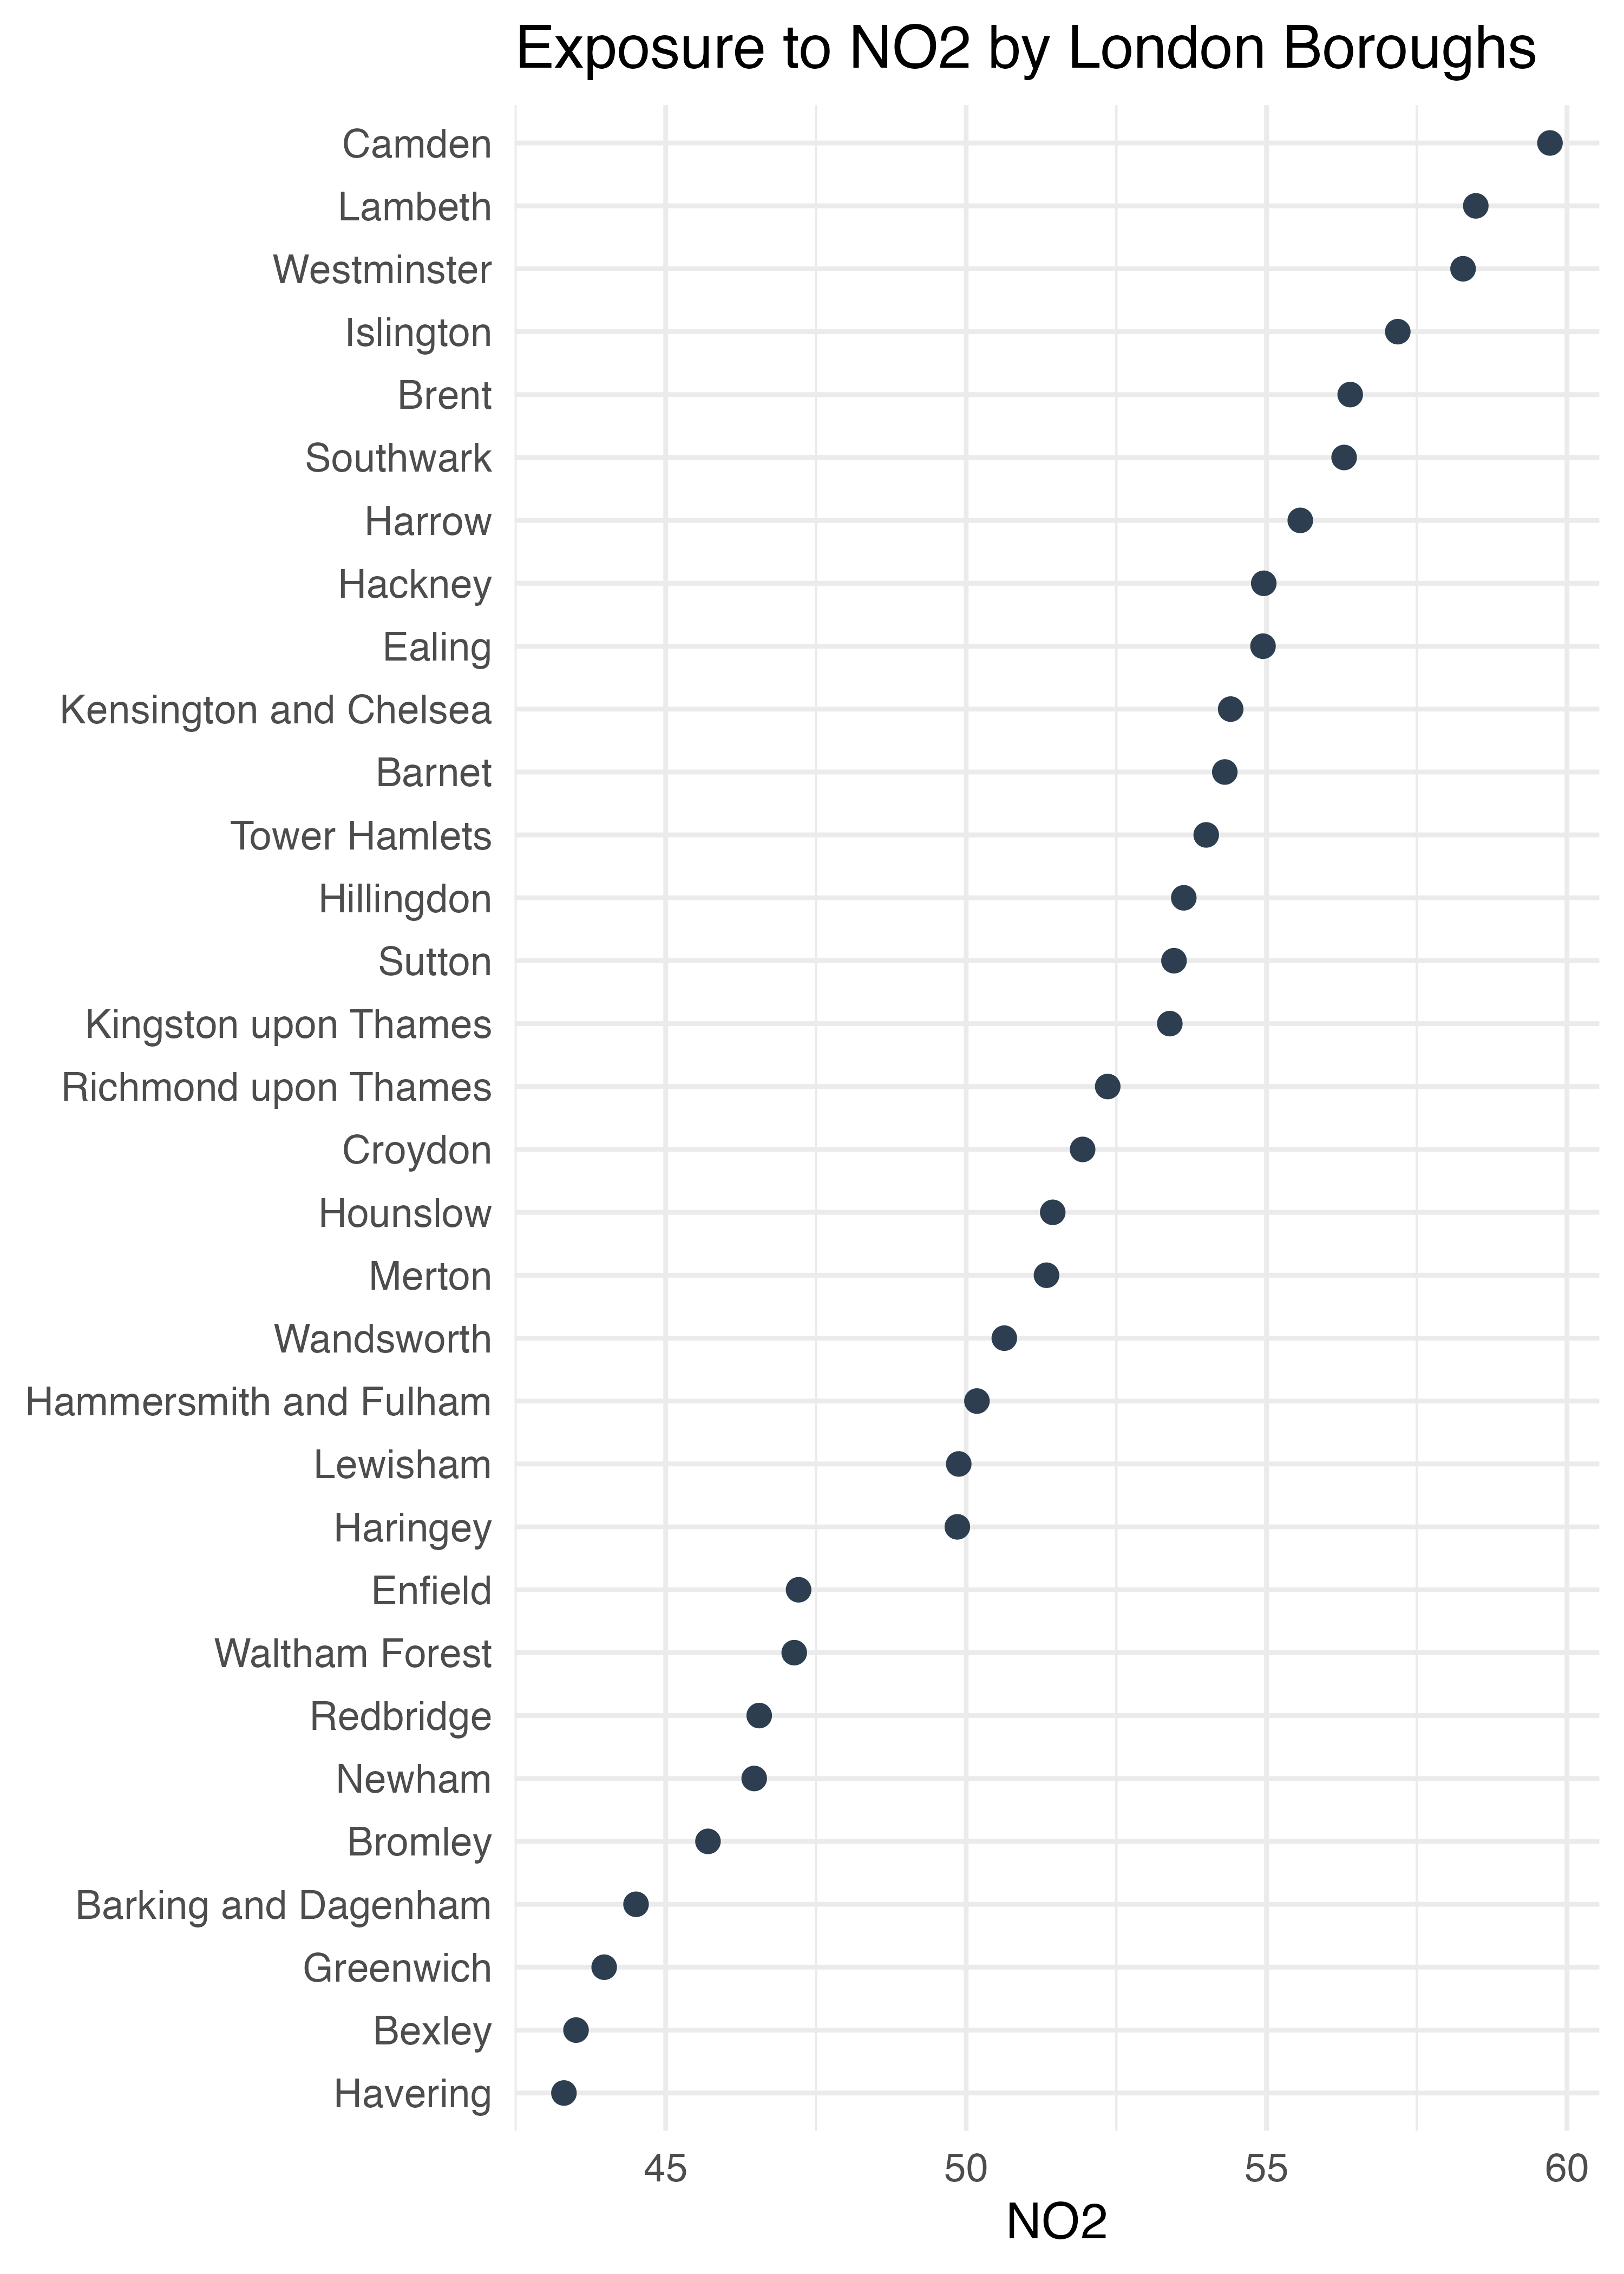 Exposure to NO2 by London Boroughs
Camden
Lambeth
Westminster
Islington
Brent
Southwark
Harrow
Hackney
Ealing
Kensington and Chelsea
Barnet
Tower Hamlets
Hillingdon
Sutton
Kingston upon Thames
Richmond upon Thames
Croydon
Hounslow
Merton
Wandsworth
Hammersmith and Fulham
Lewisham
Haringey
Enfield
Waltham Forest
Redbridge
Newham
Bromley
Barking and Dagenham
Greenwich
Bexley
Havering
45 50 55 60
NO2